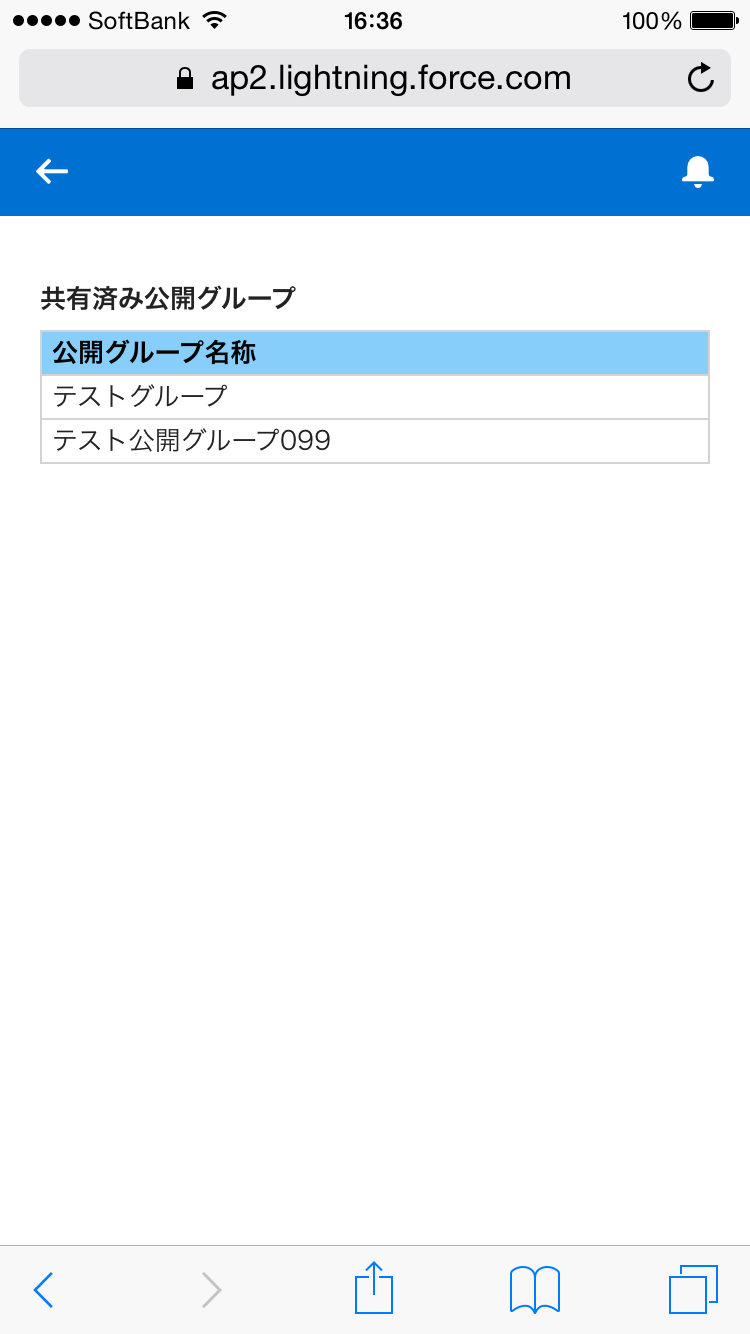 SoftBank 16:36 100%
ap2.lightning.force.com
共有済み公開グループ
公開グループ名称
テストグループ
テスト公開グループ099